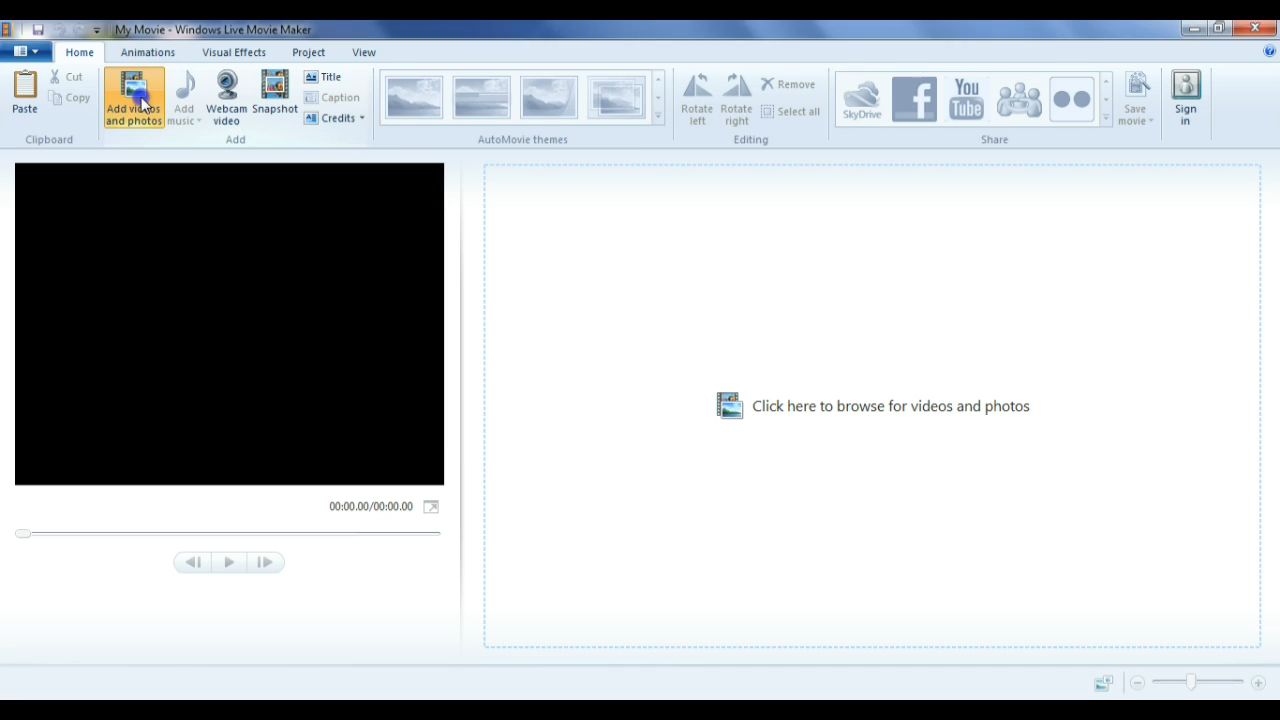 My Movie - Windows Live Movie Maker
Home Animations Visual Effects Project View
Paste
Cut
Copy
Clipboard
Add videos
and photos
Add
music
Webcam
video
Snapshot
Title
Caption
Credits
Add
AutoMovie themes
Rotate
left
Rotate
right
Remove
Select all
Editing
SkyDrive
f
You
Tube
Share
Save
movie
Sign
in
Click here to browse for videos and photos
00:00.00/00:00.00